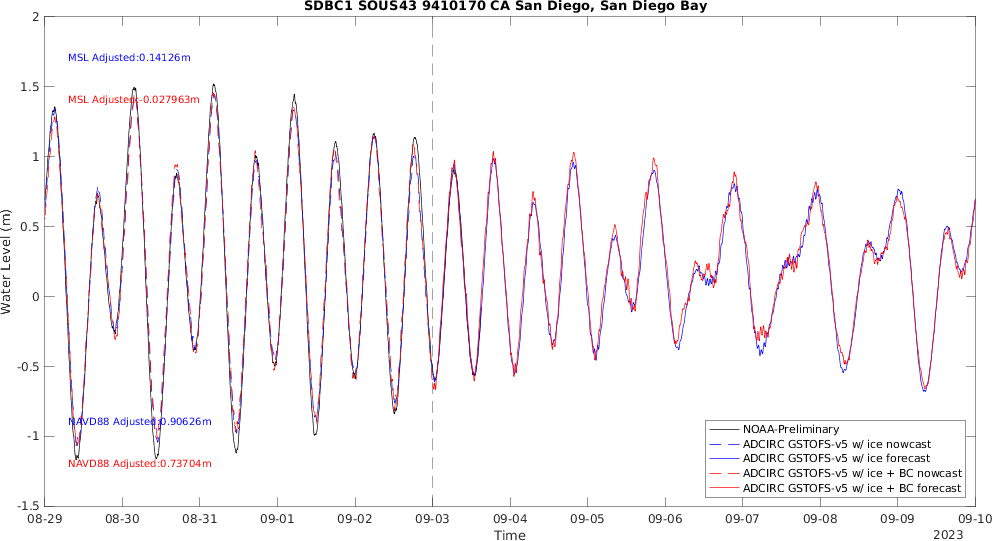 SDBC1 SOUS43 9410170 CA San Diego, San Diego Bay
2
1.5
1
0.5
0
-0.5
-1
-1.5
Water Level (m)
MSL Adjusted:0.14126m
MSL Adjusted:-0.027963m
NAVD88 Adjusted:0.90626m
NAVD88 Adjusted:0.73704m
NOAA-Preliminary
ADCIRC GSTOFS-v5 w/ ice nowcast
ADCIRC GSTOFS-v5 w/ ice forecast
ADCIRC GSTOFS-v5 w/ ice + BC nowcast
ADCIRC GSTOFS-v5 w/ ice + BC forecast
08-29 08-30 08-31 09-01 09-02 09-03 09-04 09-05 09-06 09-07 09-08 09-09 09-10
Time
2023